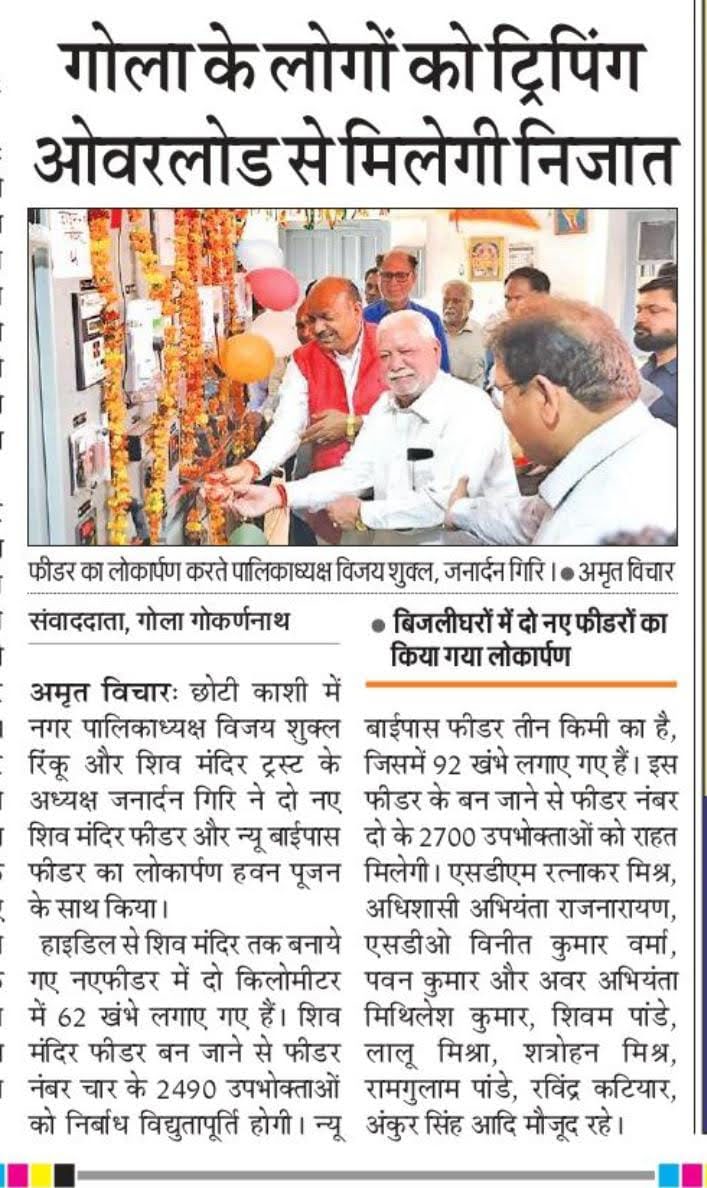 गोला के लोगों को ट्रिपिंग
ओवरलोड से मिलेगी निजात
फीडर का लोकार्पण करते पालिकाध्यक्ष विजय शुक्ल, जनार्दन गिरि । ● अमृत विचार
संवाददाता, गोला गोकर्णनाथ
● बिजलीघरों में दो नए फीडरों का
किया गया लोकार्पण
अमृत विचारः छोटी काशी में
नगर पालिकाध्यक्ष विजय शुक्ल
रिंकू और शिव मंदिर ट्रस्ट के
अध्यक्ष जनार्दन गिरि ने दो नए
शिव मंदिर फीडर और न्यू बाईपास
फीडर का लोकार्पण हवन पूजन
के साथ किया।
हाइडिल से शिव मंदिर तक बनाये
गए नएफीडर में दो किलोमीटर
में 62 खंभे लगाए गए हैं। शिव
मंदिर फीडर बन जाने से फीडर
नंबर चार के 2490 उपभोक्ताओं
को निर्बाध विद्युतापूर्ति होगी। न्यू
बाईपास फीडर तीन किमी का है,
जिसमें 92 खंभे लगाए गए हैं। इस
फीडर के बन जाने से फीडर नंबर
दो के 2700 उपभोक्ताओं को राहत
मिलेगी। एसडीएम रत्नाकर मिश्र,
अधिशासी अभियंता राजनारायण,
एसडीओ विनीत कुमार वर्मा,
पवन कुमार और अवर अभियंता
मिथिलेश कुमार, शिवम पांडे,
लालू मिश्रा, शत्रोहन मिश्र,
रामगुलाम पांडे, रविंद्र कटियार,
अंकुर सिंह आदि मौजूद रहे।